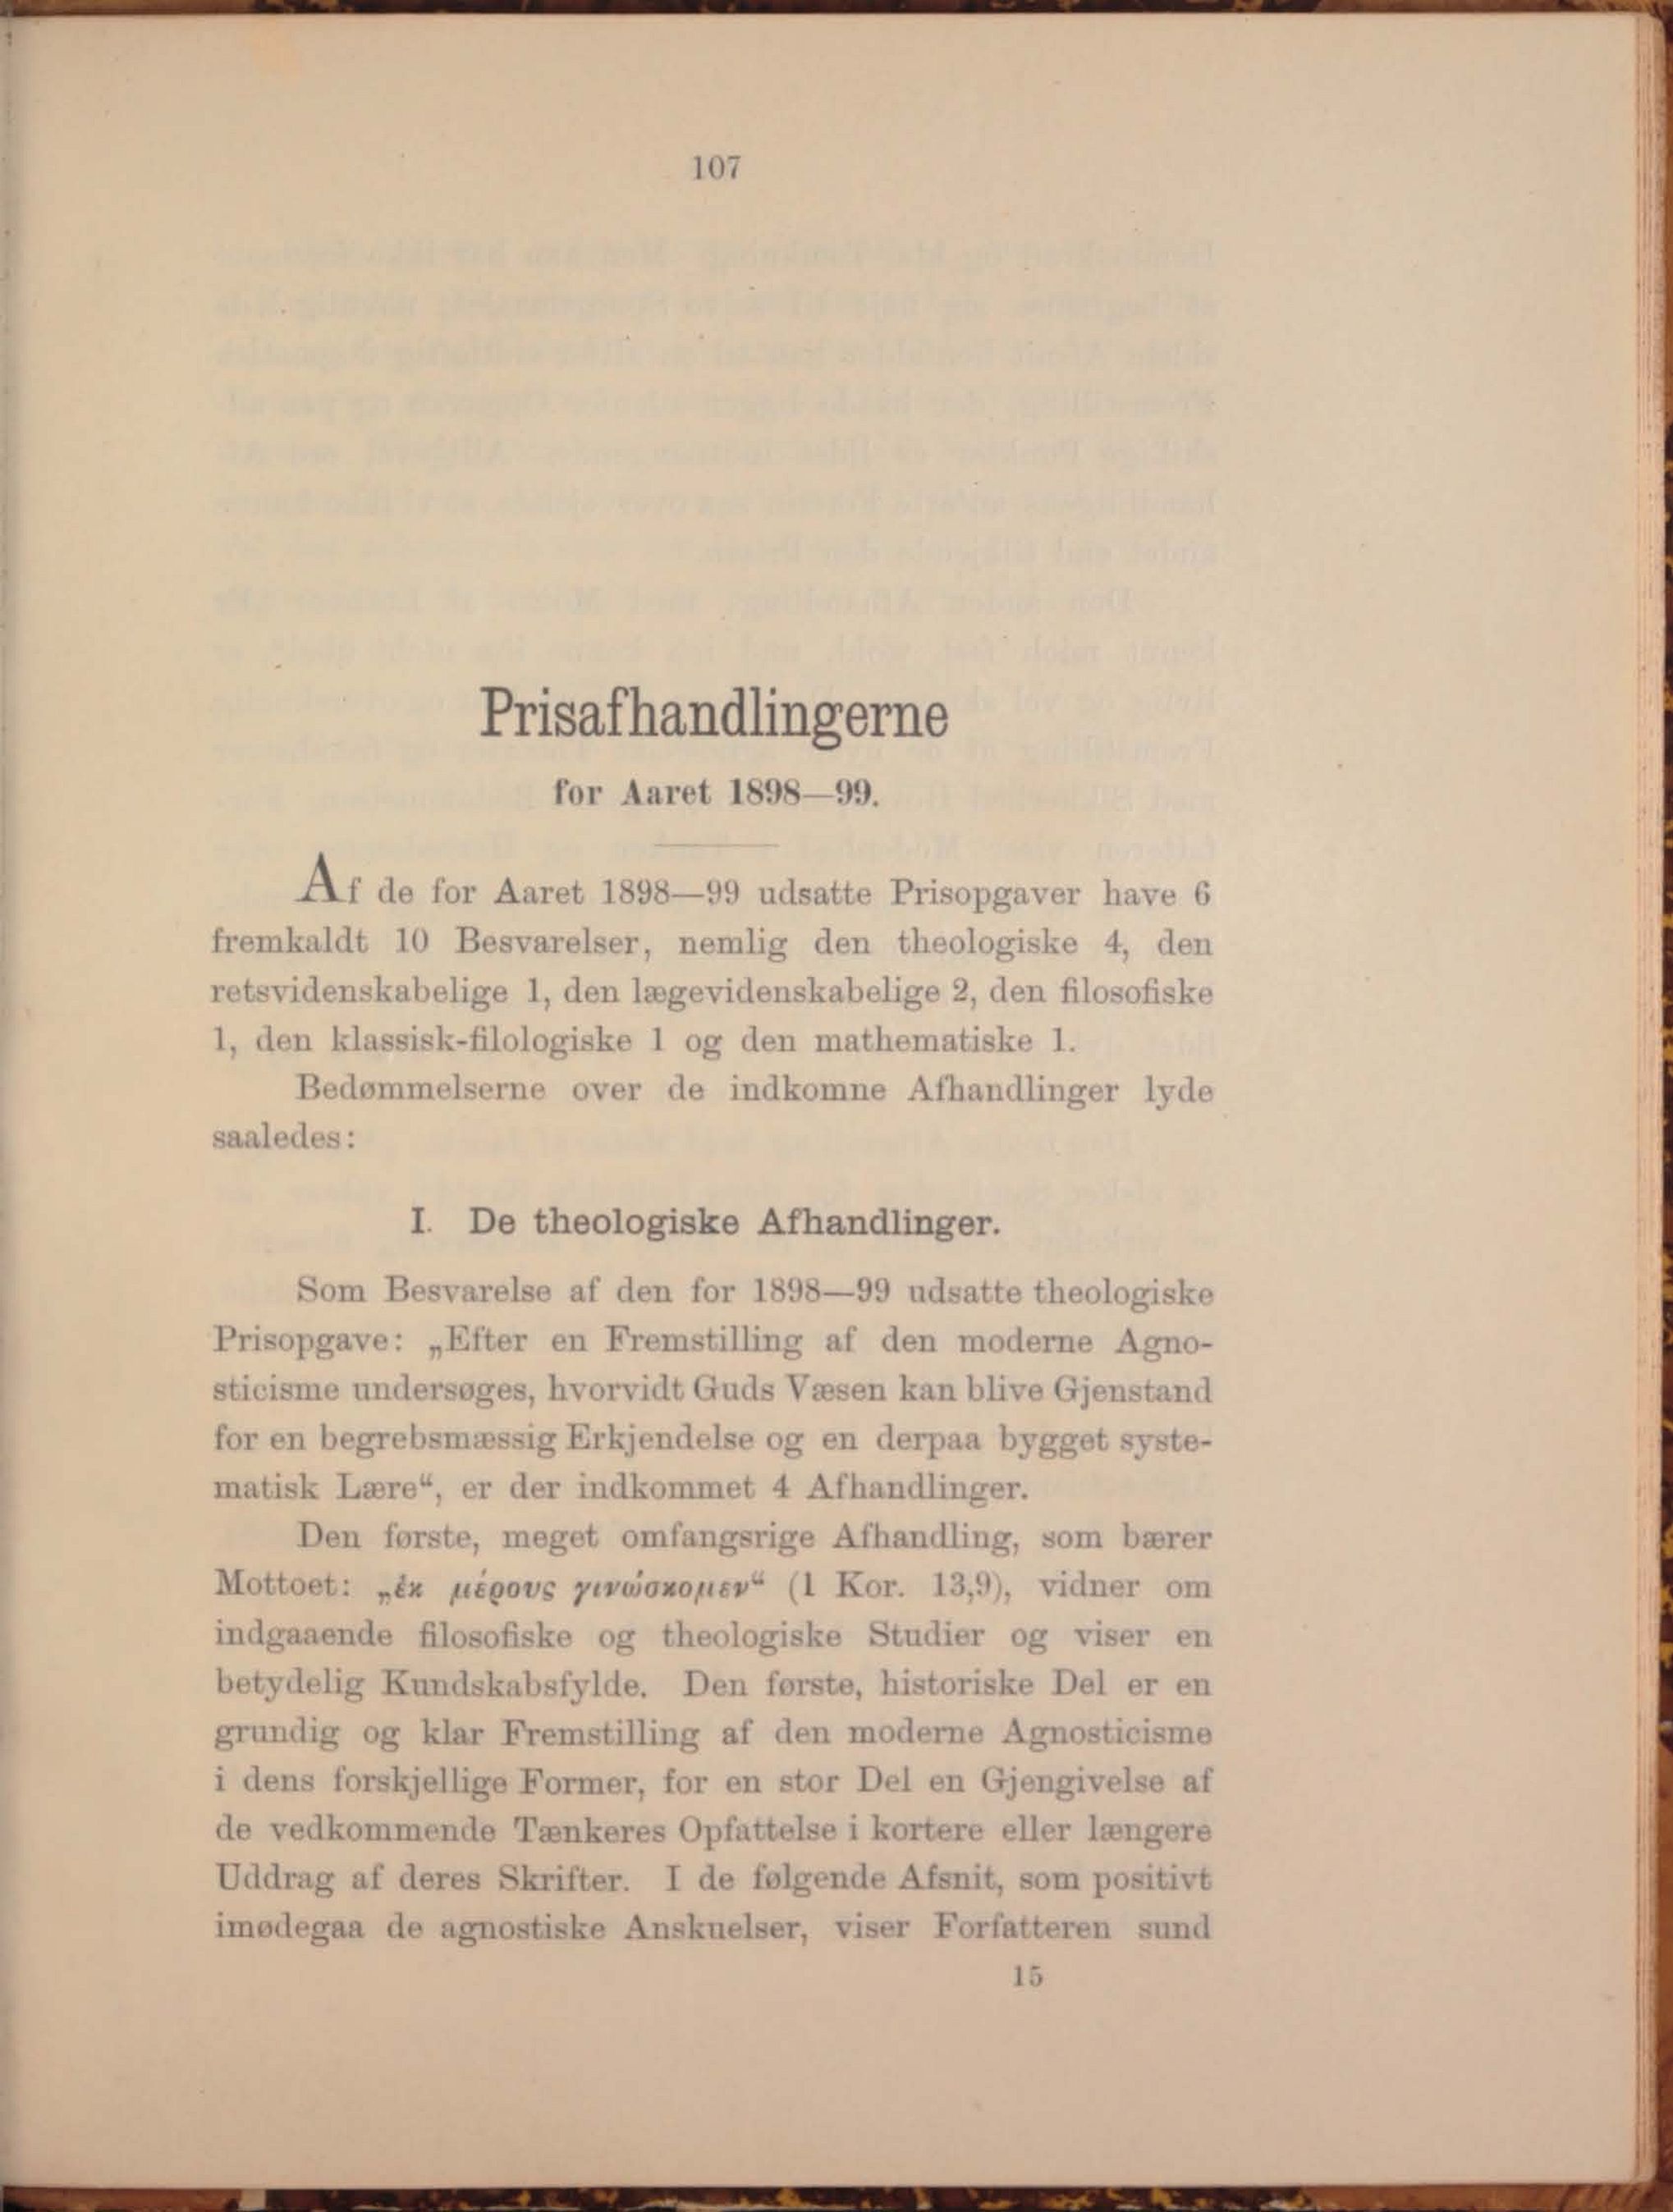 107
Prisafhandlingerne
for Aaret 1898—99.
Af de for Aaret 1898—99 udsatte Prisopgaver have 6
fremkaldt 10 Besvarelser, nemlig den theologiske 4, den
retsvidenskabelige 1, den lægevidenskabelige 2, den filosofiske
1, den klassisk-filologiske 1 og den mathematiske 1.
Bedømmelserne over de indkomne Afhandlinger lyde
saaledes:
I. De theologiske Afhandlinger.
Som Besvarelse af den for 1898—99 udsatte theologiske
Prisopgave: „Efter en Fremstilling af den moderne Agno-
sticisme undersøges, hvorvidt Guds Væsen kan blive Gjenstand
for en begrebsmæssig Erkjendelse og en derpaa bygget syste-
matisk Lære“, er der indkommet 4 Afhandlinger.
Den første, meget omfangsrige Afhandling, som bærer
Mottoet: „ἐκ μέρους γινώσκομεν“ (1 Kor. 13,9), vidner om
indgaaende filosofiske og theologiske Studier og viser en
betydelig Kundskabsfylde. Den første, historiske Del er en
grundig og klar Fremstilling af den moderne Agnosticisme
i dens forskjellige Former, for en stor Del en Gjengivelse af
de vedkommende Tænkeres Opfattelse i kortere eller længere
Uddrag af deres Skrifter. I de følgende Afsnit, som positivt
imødegaa de agnostiske Anskuelser, viser Forfatteren sund
15